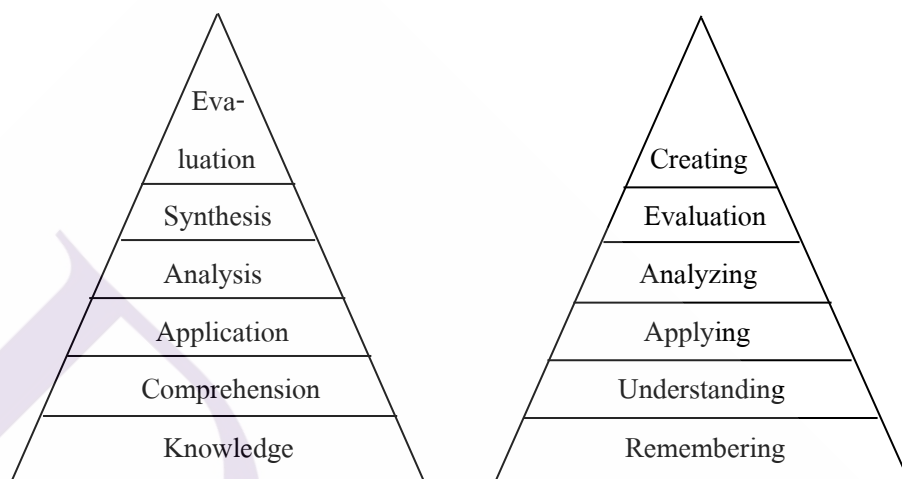 Eva-
luation
Synthesis
Analysis
Application
Comprehension
Knowledge
Creating
Evaluation
Analyzing
Applying
Understanding
Remembering